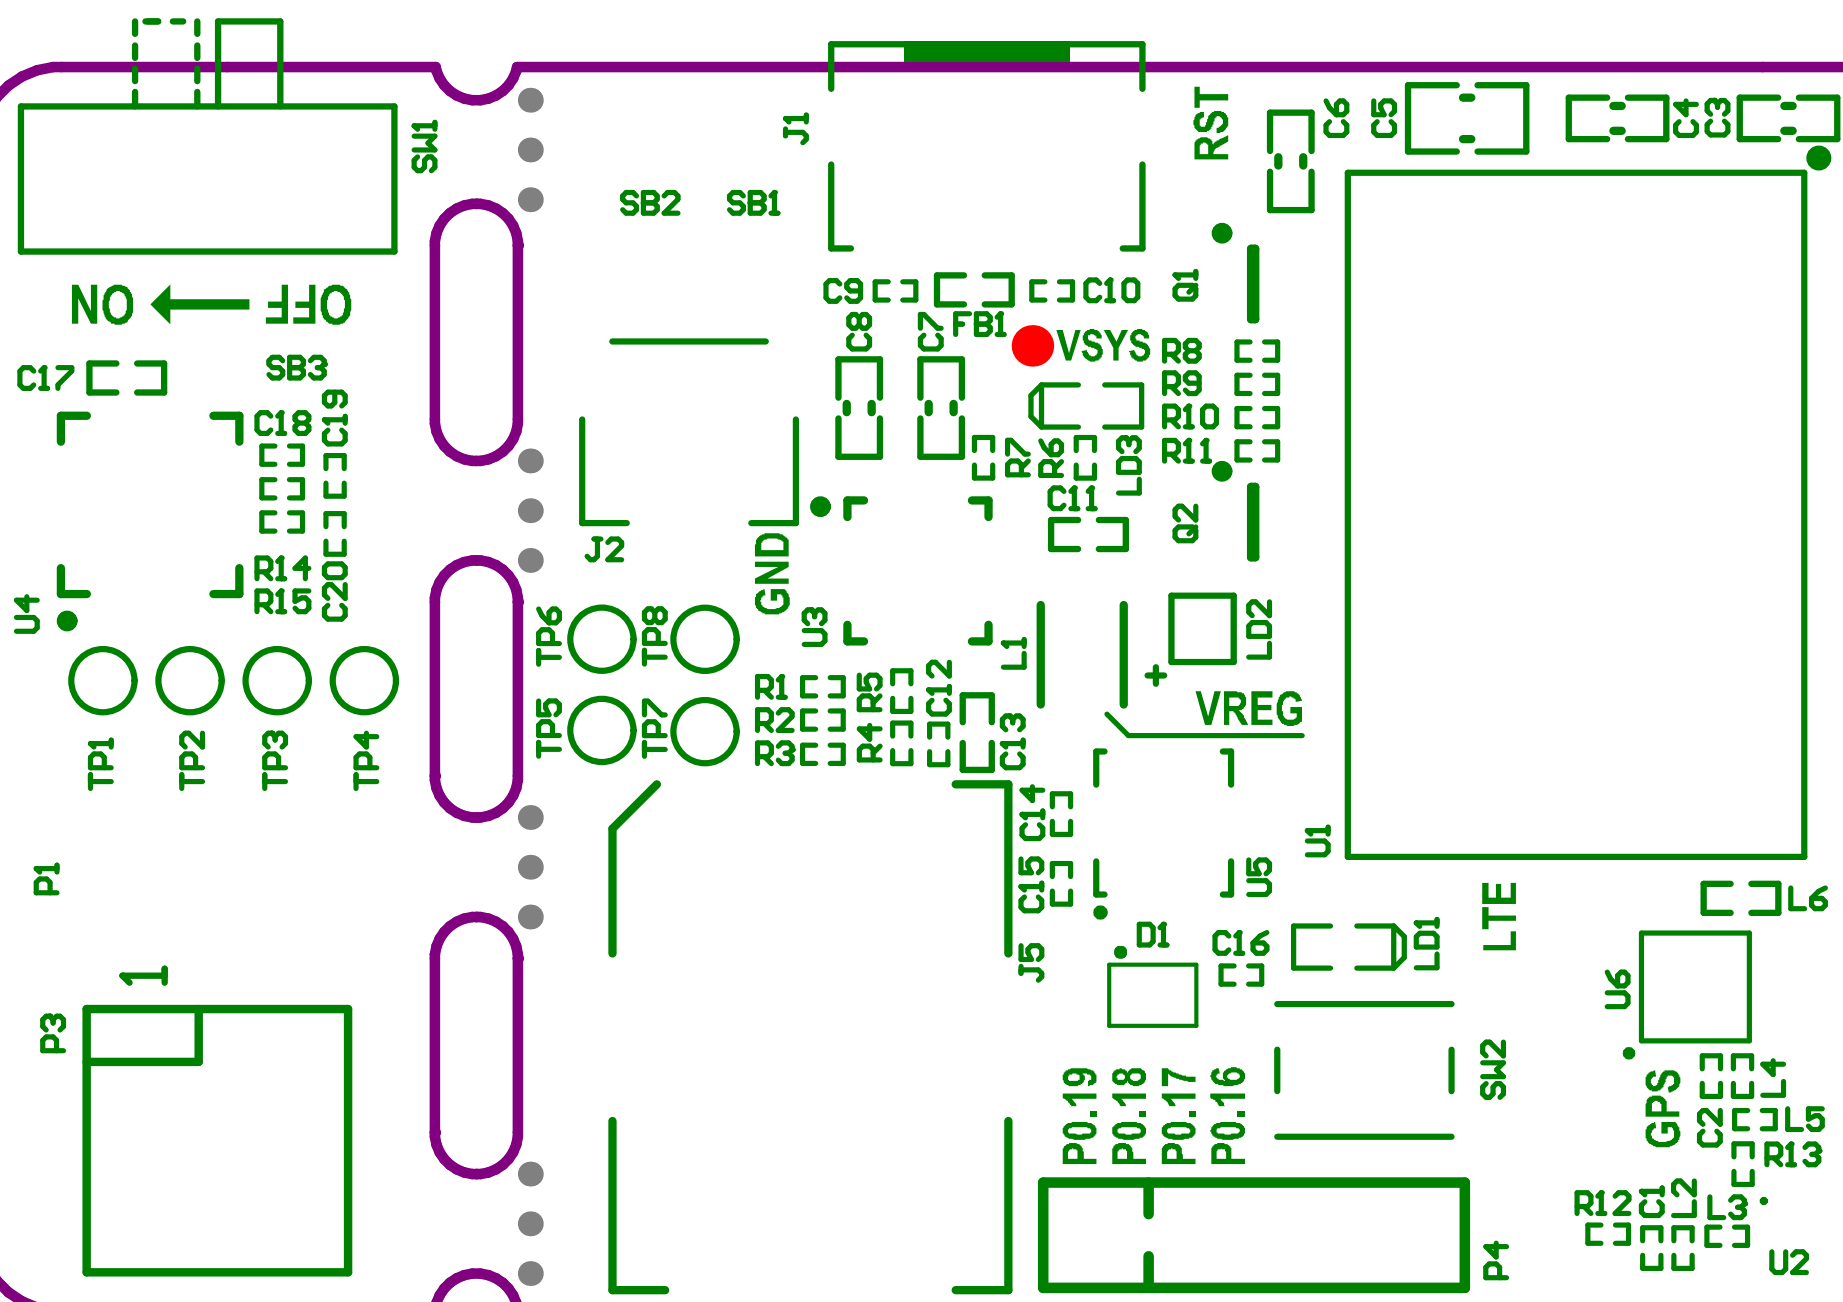 SW1
J1
RST
C6
C5
C4
C3
SB2
SB1
ON
OFF
C9
C10
Q1
C8
C7
FB1
VSYS
C17
SB3
R8
R9
R10
R11
C18
C19
R7
R6
LD3
C11
Q2
J2
GND
R14
R15
C20
U4
TP6
TP8
U3
L1
LD2
+
VREG
R1
R2
R3
R5
R4
C12
C13
TP5
TP7
TP1
TP2
TP3
TP4
C14
C15
U5
U1
P1
L6
LTE
D1
C16
LD1
J5
1
P3
U6
SW2
P0.19
P0.18
P0.17
P0.16
GPS
C2
L4
L5
R13
R12
C1
L2
L3
U2
P4